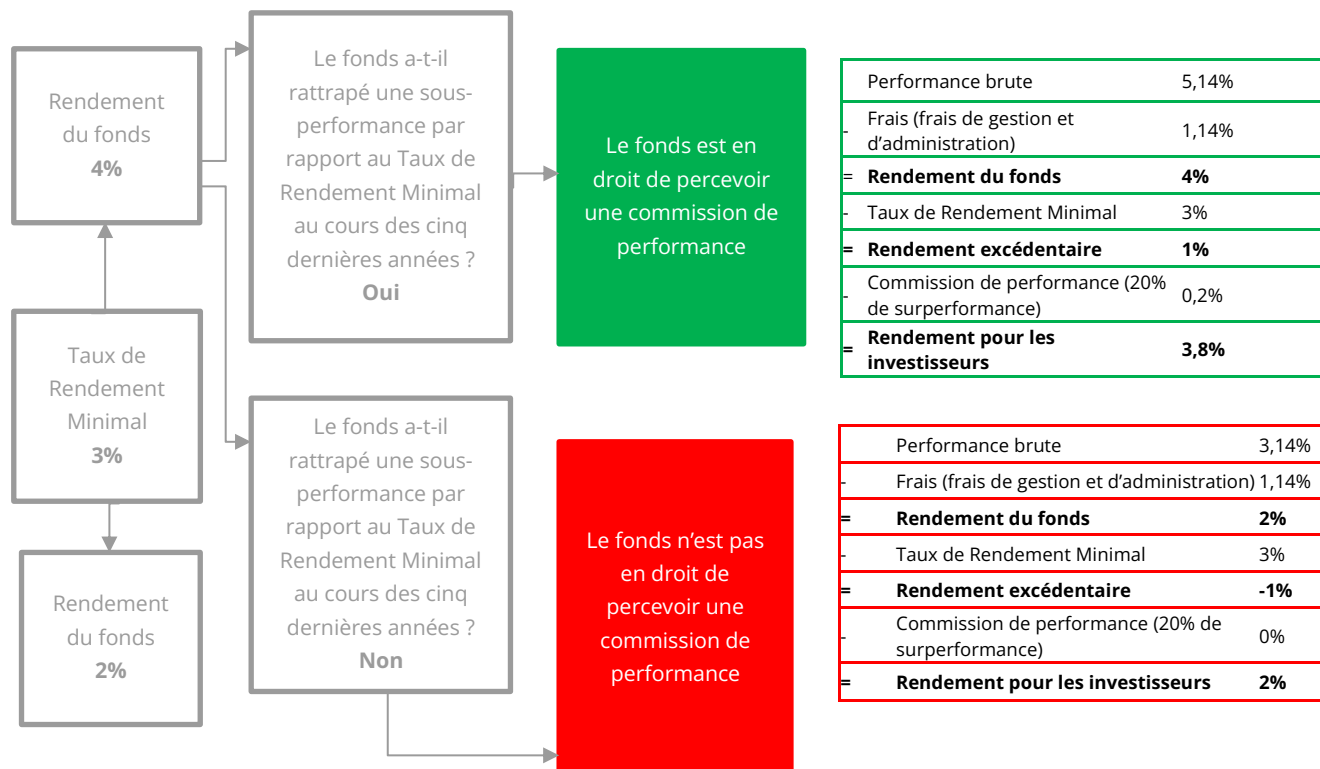 Rendement
du fonds
4%
Taux de
Rendement
Minimal
3%
Rendement
du fonds
2%
Le fonds a-t-il
rattrapé une sous-
performance par
rapport au Taux de
Rendement Minimal
au cours des cinq
dernières années ?
Oui
Le fonds a-t-il
rattrapé une sous-
performance par
rapport au Taux de
Rendement Minimal
au cours des cinq
dernières années ?
Non
Le fonds est en
droit de percevoir
une commission de
performance
Le fonds n’est pas
en droit de
percevoir une
commission de
performance
Performance brute 5,14%
- Frais (frais de gestion et
d’administration) 1,14%
= Rendement du fonds 4%
- Taux de Rendement Minimal 3%
= Rendement excédentaire 1%
- Commission de performance (20%
de surperformance) 0,2%
= Rendement pour les
investisseurs 3,8%
Performance brute 3,14%
- Frais (frais de gestion et d’administration) 1,14%
= Rendement du fonds 2%
- Taux de Rendement Minimal 3%
= Rendement excédentaire -1%
- Commission de performance (20% de
surperformance) 0%
= Rendement pour les investisseurs 2%